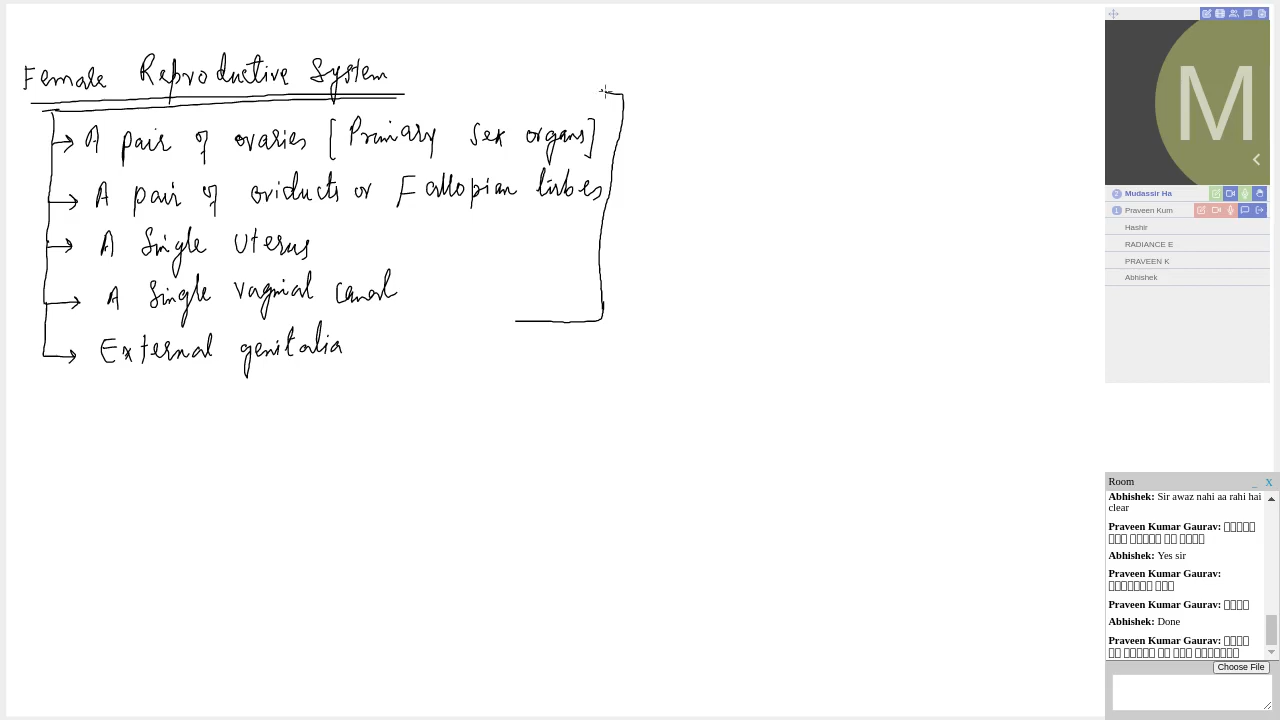 Female Reproductive System
→ A pair of ovaries [Primary sex organs]
→ A pair of oviducts or Fallopian tubes
→ A Single Uterus
→ A Single vaginal canal
→ External genitalia
M
2 Mudassir Ha
1 Praveen Kum
Hashir
RADIANCE E
PRAVEEN K
Abhishek
Room _ X
Abhishek: Sir awaz nahi aa rahi hai
clear
Praveen Kumar Gaurav:
Abhishek: Yes sir
Praveen Kumar Gaurav:
Praveen Kumar Gaurav:
Abhishek: Done
Praveen Kumar Gaurav:
Choose File